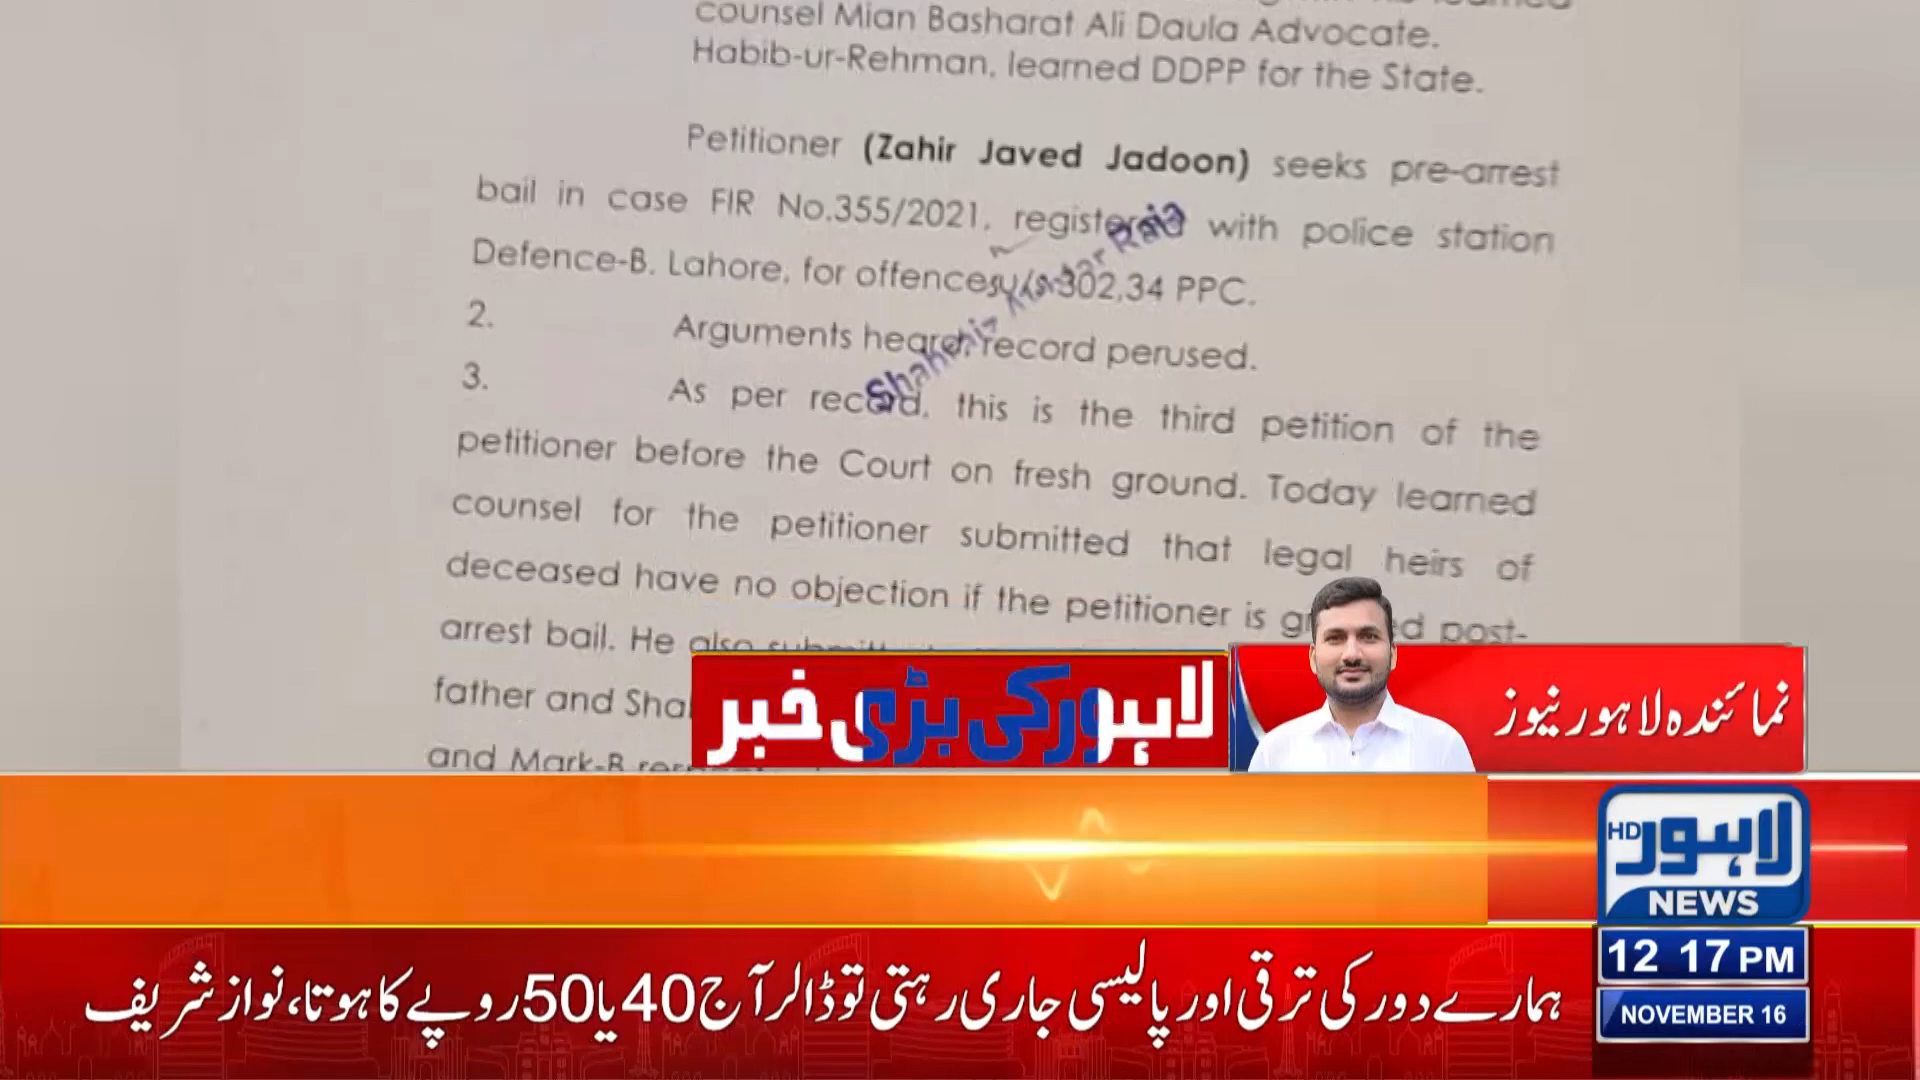 counsel Mian Basharat Ali Daula Advocate.
Habib-ur-Rehman, learned DDPP for the State.
Petitioner (Zahir Javed Jadoon) seeks pre-arrest
bail in case FIR No.355/2021, registered with police station
Defence-B, Lahore, for offences u/s 302,34 PPC.
2. Arguments heard, record perused.
3. As per record, this is the third petition of the
petitioner before the Court on fresh ground. Today learned
counsel for the petitioner submitted that legal heirs of
deceased have no objection if the petitioner is post-
arrest bail. He also
father and
and Mark-B
لاہور کی بڑی خبر
نمائندہ لاہور نیوز
لاہور HD
NEWS
12 17 PM
NOVEMBER 16
ہمارے دور کی ترقی اور پالیسی جاری رہتی تو ڈالر آج 40 یا 50 روپے کا ہوتا، نواز شریف